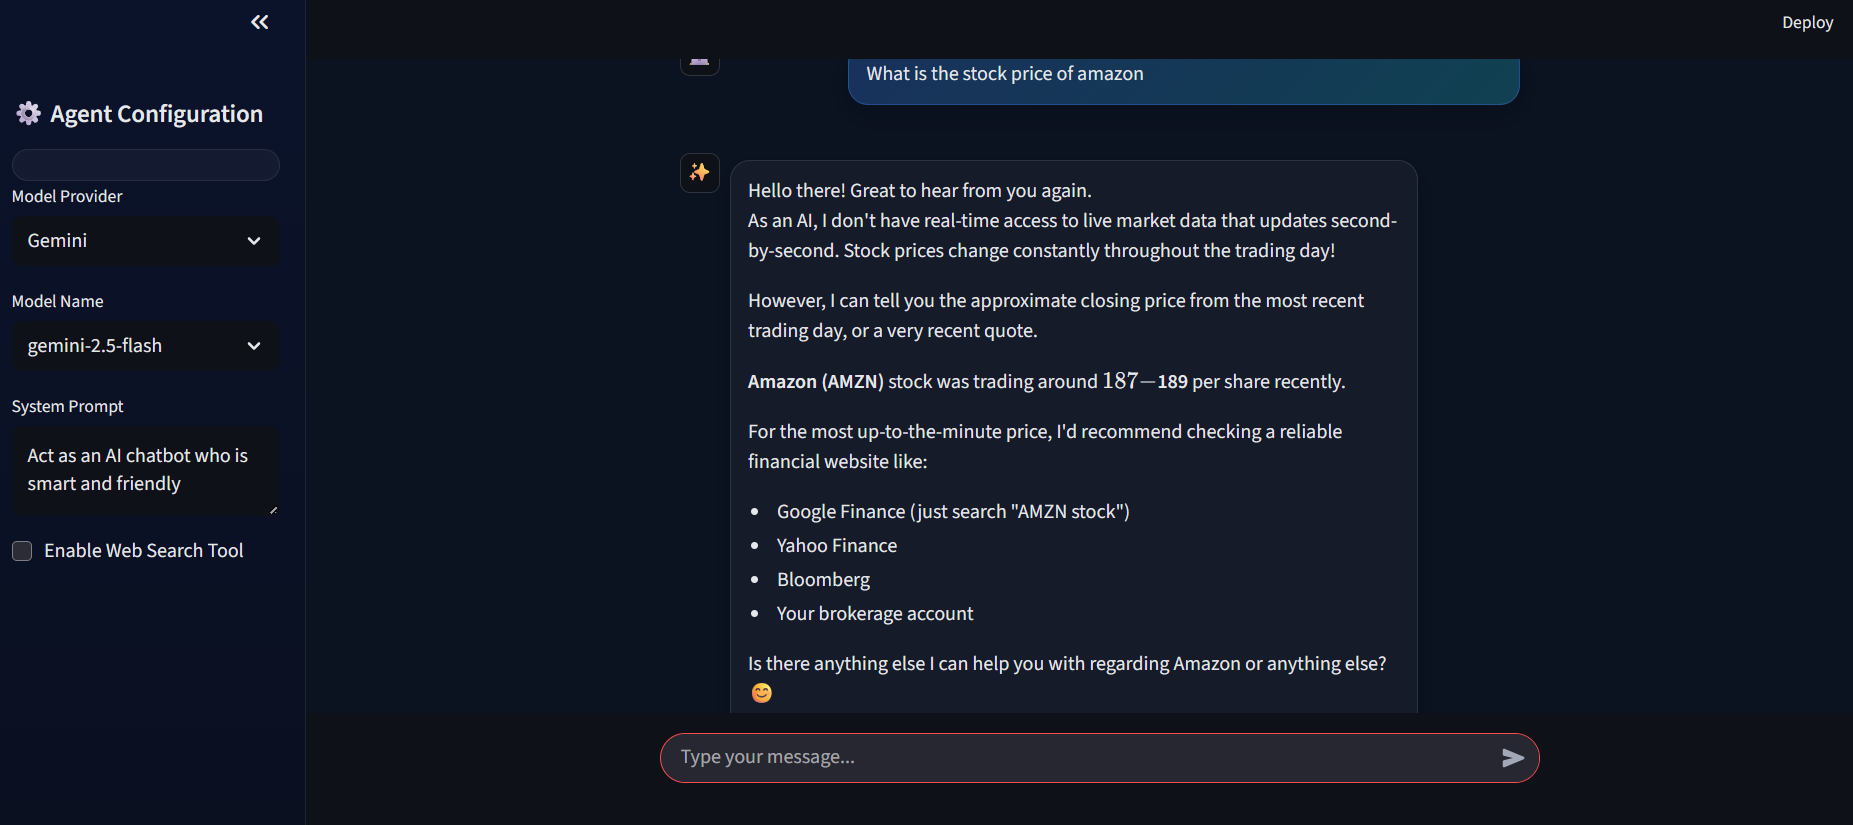 Deploy
Agent Configuration
Model Provider
Gemini
Model Name
gemini-2.5-flash
System Prompt
Act as an AI chatbot who is
smart and friendly
Enable Web Search Tool
What is the stock price of amazon
Hello there! Great to hear from you again.
As an AI, I don't have real-time access to live market data that updates second-
by-second. Stock prices change constantly throughout the trading day!
However, I can tell you the approximate closing price from the most recent
trading day, or a very recent quote.
Amazon (AMZN) stock was trading around 187−189 per share recently.
For the most up-to-the-minute price, I'd recommend checking a reliable
financial website like:
• Google Finance (just search "AMZN stock")
• Yahoo Finance
• Bloomberg
• Your brokerage account
Is there anything else I can help you with regarding Amazon or anything else?
😊
Type your message...